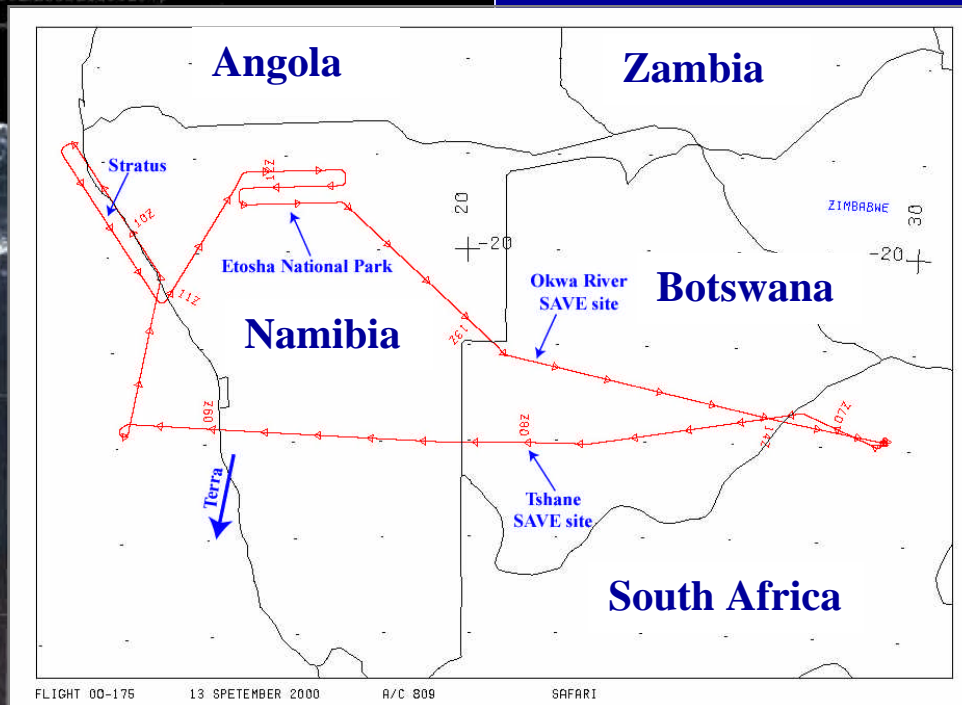 Angola
Zambia
Stratus
12Z
10Z
20
ZIMBABWE
30
-20
-20
Etosha National Park
Okwa River
SAVE site
Botswana
11Z
Namibia
13Z
09Z
08Z
14Z
07Z
Terra
Tshane
SAVE site
South Africa
FLIGHT 00-175 13 SPETEMBER 2000 A/C 809 SAFARI